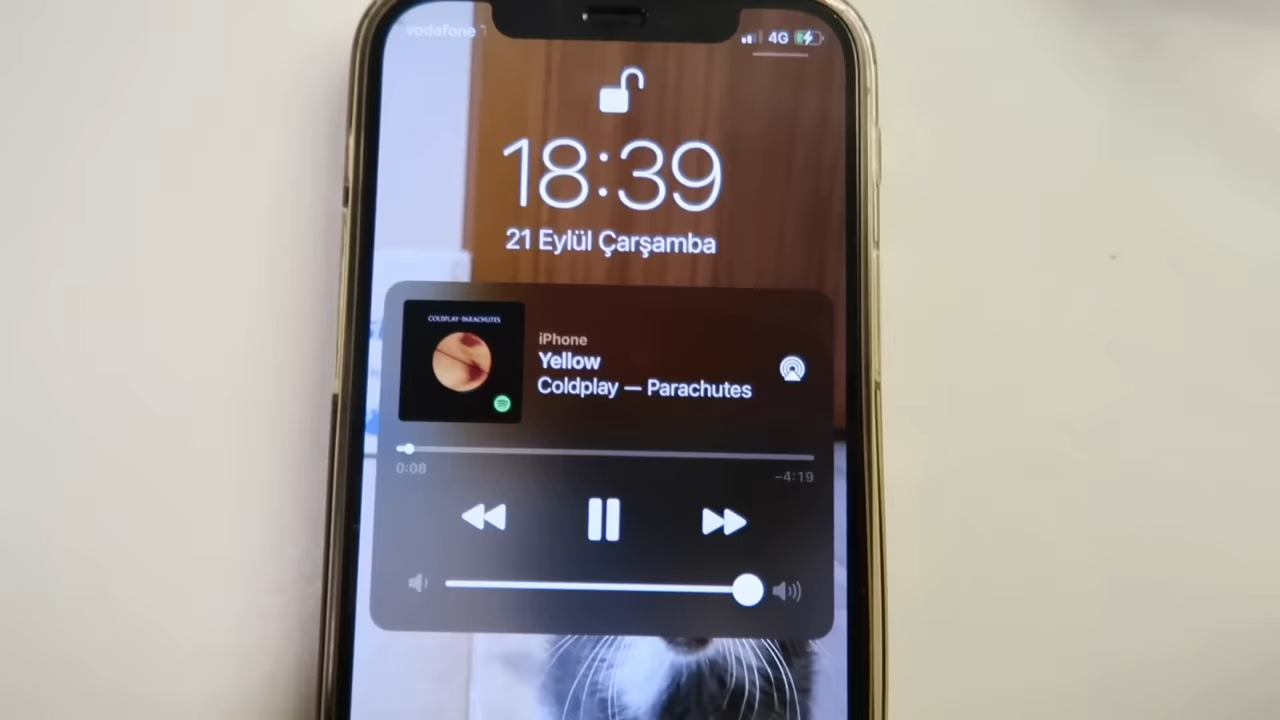 vodafone
4G
18:39
21 Eylül Çarşamba
COLDPLAY·PARACHUTES
iPhone
Yellow
Coldplay — Parachutes
0:08
−4:19